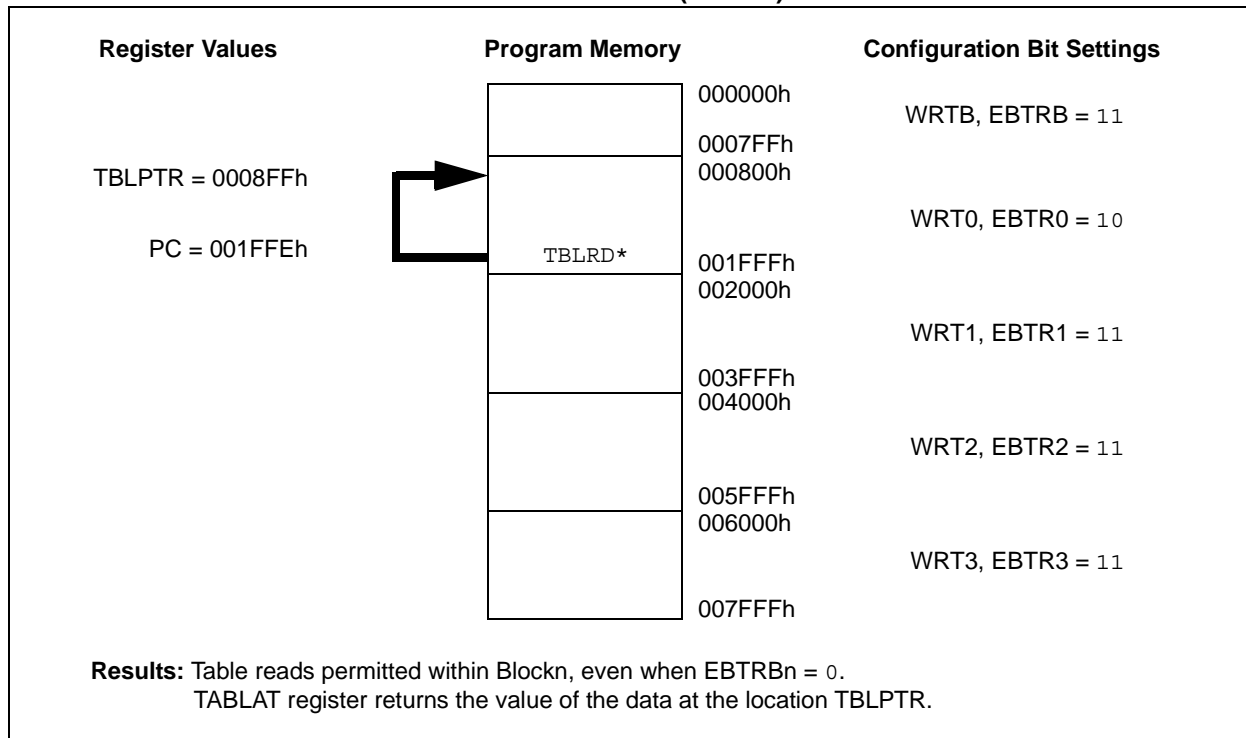 Register Values Program Memory Configuration Bit Settings
000000h
WRTB, EBTRB = 11
0007FFh
TBLPTR = 0008FFh
000800h
WRT0, EBTR0 = 10
PC = 001FFEh
TBLRD*
001FFFh
002000h
WRT1, EBTR1 = 11
003FFFh
004000h
WRT2, EBTR2 = 11
005FFFh
006000h
WRT3, EBTR3 = 11
007FFFh
Results: Table reads permitted within Blockn, even when EBTRBn = 0.
TABLAT register returns the value of the data at the location TBLPTR.